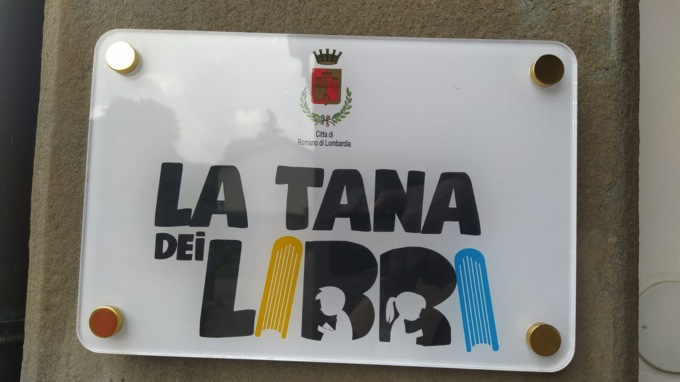 Città di
Romano di Lombardia
LA TANA
DEi
LIBRI